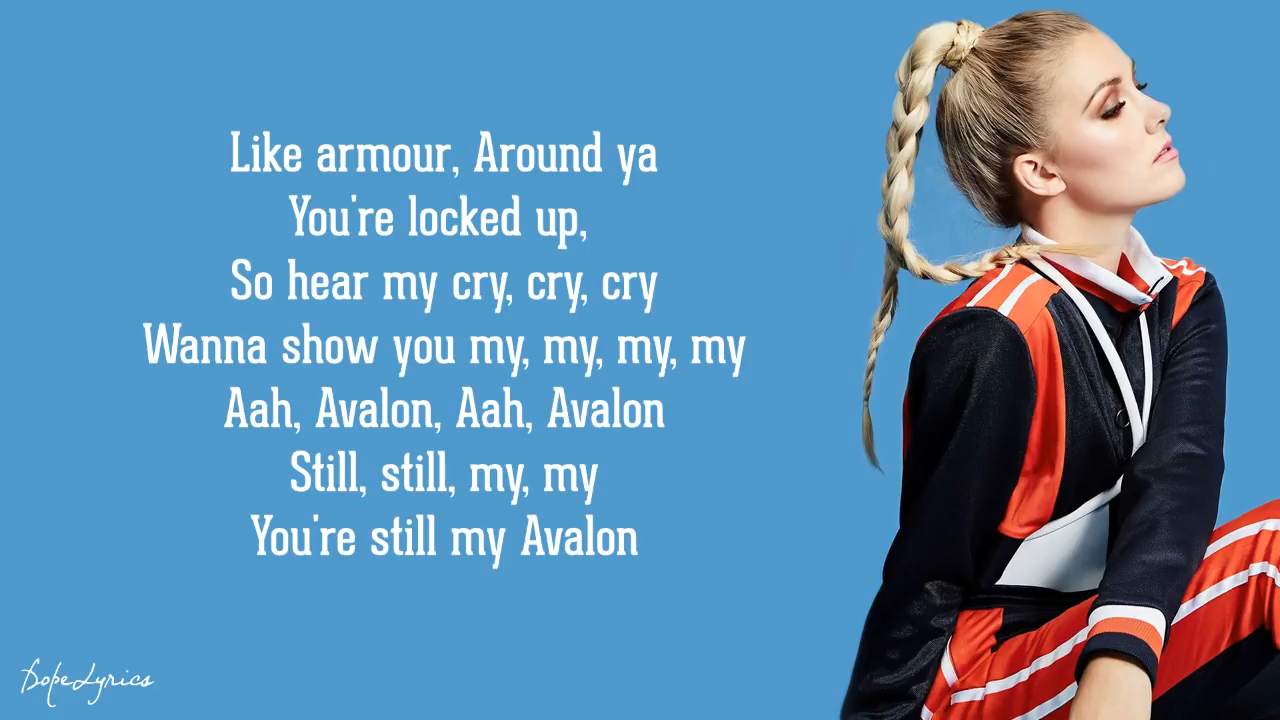 Like armour, Around ya
You're locked up,
So hear my cry, cry, cry
Wanna show you my, my, my, my
Aah, Avalon, Aah, Avalon
Still, still, my, my
You're still my Avalon
DopeLyrics